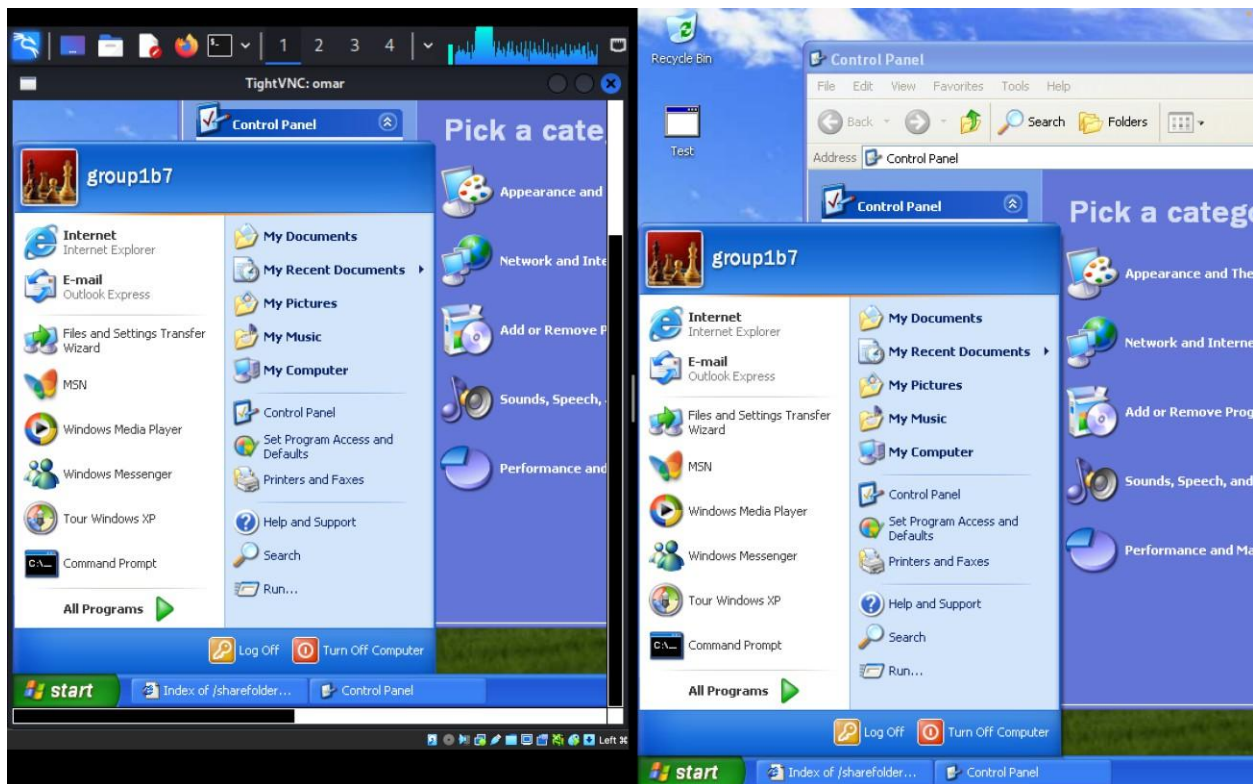 1 2 3 4
TightVNC: omar
Control Panel
Pick a cate
group1b7
Internet
Internet Explorer
E-mail
Outlook Express
Files and Settings Transfer
Wizard
MSN
Windows Media Player
Windows Messenger
Tour Windows XP
C:\_
Command Prompt
All Programs
My Documents
My Recent Documents
My Pictures
My Music
My Computer
Control Panel
Set Program Access and
Defaults
Printers and Faxes
Help and Support
Search
Run...
Log Off
Turn Off Computer
Appearance and
Network and Inte
Add or Remove P
Sounds, Speech,
Performance and
start
Index of /sharefolder...
Control Panel
Left ⌘
Recycle Bin
Test
Control Panel
File Edit View Favorites Tools Help
Back Search Folders
Address Control Panel
Control Panel
Pick a catego
group1b7
Internet
Internet Explorer
E-mail
Outlook Express
Files and Settings Transfer
Wizard
MSN
Windows Media Player
Windows Messenger
Tour Windows XP
C:\_
Command Prompt
All Programs
My Documents
My Recent Documents
My Pictures
My Music
My Computer
Control Panel
Set Program Access and
Defaults
Printers and Faxes
Help and Support
Search
Run...
Log Off
Turn Off Computer
Appearance and The
Network and Interne
Add or Remove Prog
Sounds, Speech, and
Performance and Ma
start
Index of /sharefolder...
Control Panel